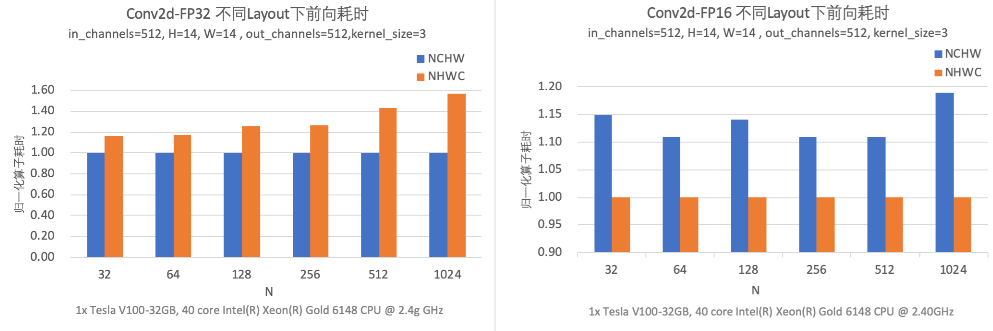 Conv2d-FP32 不同Layout下前向耗时
in_channels=512, H=14, W=14 , out_channels=512,kernel_size=3
NCHW
NHWC
1.60
1.40
1.20
1.00
0.80
0.60
0.40
0.20
0.00
归一化算子耗时
32 64 128 256 512 1024
N
1x Tesla V100-32GB, 40 core Intel(R) Xeon(R) Gold 6148 CPU @ 2.4g GHz
Conv2d-FP16 不同Layout下前向耗时
in_channels=512, H=14, W=14 , out_channels=512, kernel_size=3
NCHW
NHWC
1.20
1.15
1.10
1.05
1.00
0.95
0.90
归一化算子耗时
32 64 128 256 512 1024
N
1x Tesla V100-32GB, 40 core Intel(R) Xeon(R) Gold 6148 CPU @ 2.40GHz